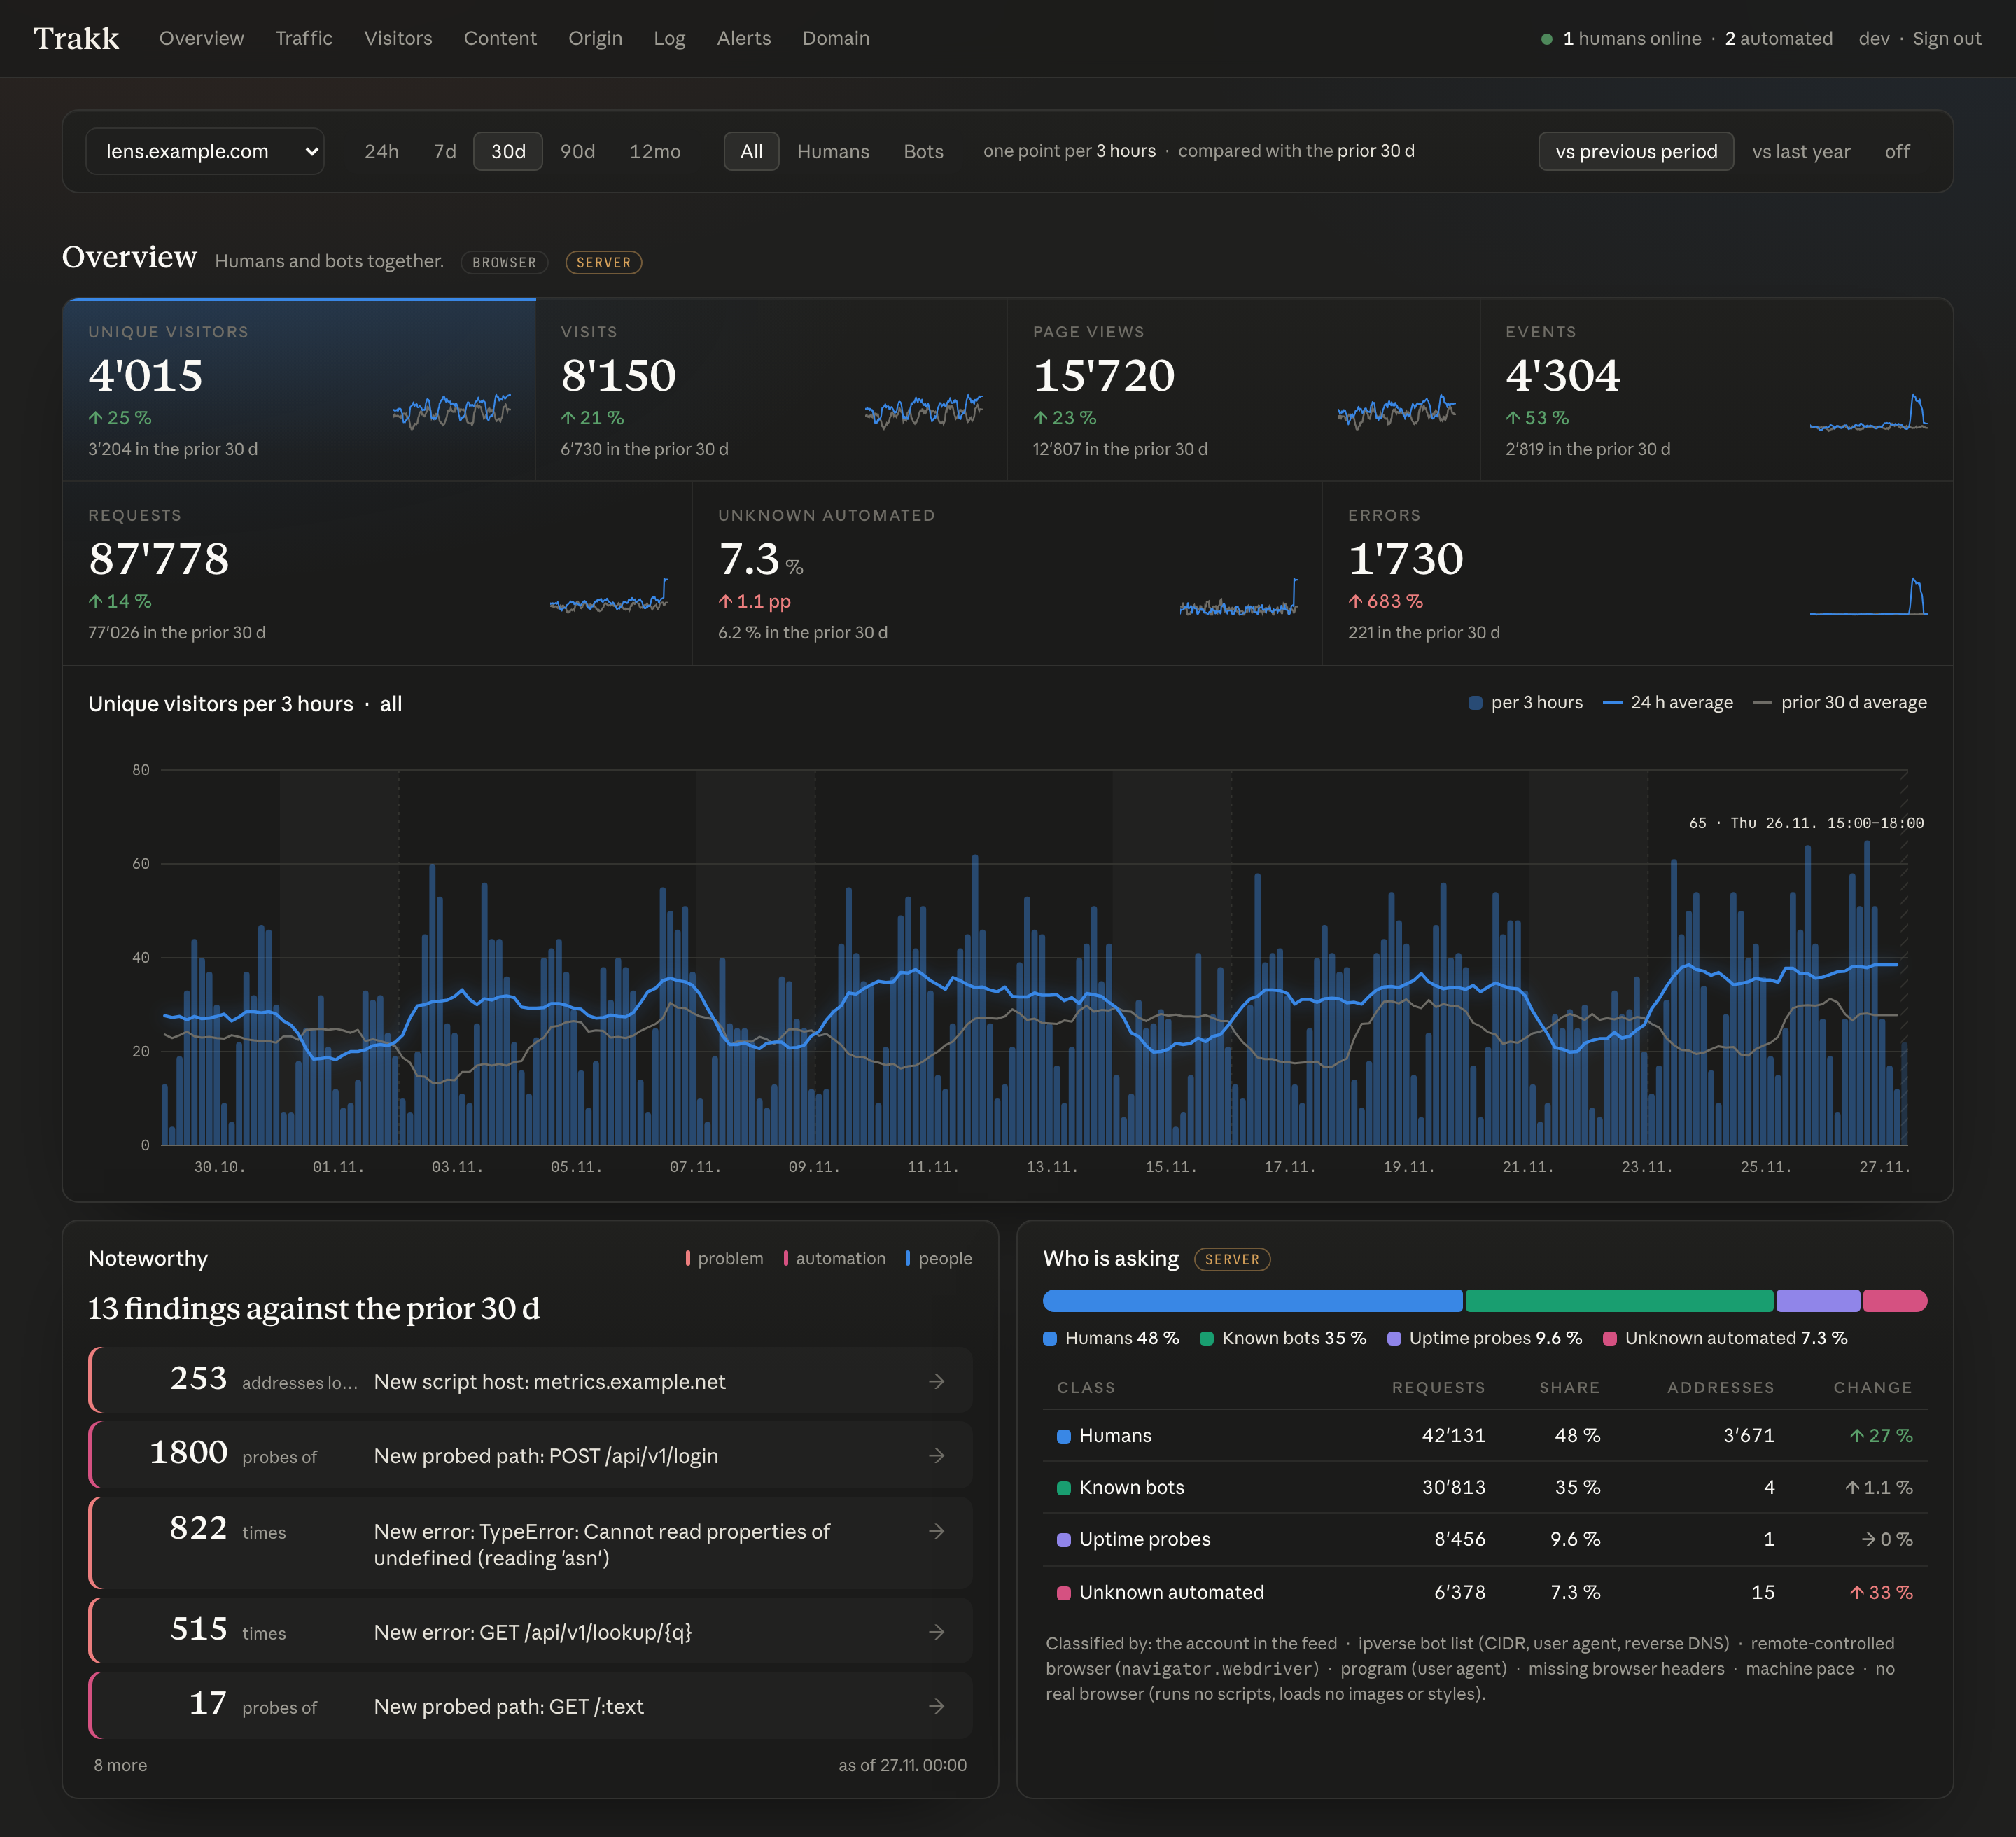 Trakk Overview Traffic Visitors Content Origin Log Alerts Domain 1 humans online · 2 automated dev · Sign out
lens.example.com 24h 7d 30d 90d 12mo All Humans Bots one point per 3 hours · compared with the prior 30 d vs previous period vs last year off
Overview Humans and bots together. BROWSER SERVER
UNIQUE VISITORS VISITS PAGE VIEWS EVENTS
4'015 8'150 15'720 4'304
↑ 25 % ↑ 21 % ↑ 23 % ↑ 53 %
3'204 in the prior 30 d 6'730 in the prior 30 d 12'807 in the prior 30 d 2'819 in the prior 30 d
REQUESTS UNKNOWN AUTOMATED ERRORS
87'778 7.3 % 1'730
↑ 14 % ↑ 1.1 pp ↑ 683 %
77'026 in the prior 30 d 6.2 % in the prior 30 d 221 in the prior 30 d
Unique visitors per 3 hours · all per 3 hours 24 h average prior 30 d average
80
65 · Thu 26.11. 15:00–18:00
60
40
20
0
30.10. 01.11. 03.11. 05.11. 07.11. 09.11. 11.11. 13.11. 15.11. 17.11. 19.11. 21.11. 23.11. 25.11. 27.11.
Noteworthy problem automation people
13 findings against the prior 30 d
253 addresses lo... New script host: metrics.example.net →
1800 probes of New probed path: POST /api/v1/login →
822 times New error: TypeError: Cannot read properties of →
undefined (reading 'asn')
515 times New error: GET /api/v1/lookup/{q} →
17 probes of New probed path: GET /:text →
8 more as of 27.11. 00:00
Who is asking SERVER
Humans 48 % Known bots 35 % Uptime probes 9.6 % Unknown automated 7.3 %
CLASS REQUESTS SHARE ADDRESSES CHANGE
Humans 42'131 48 % 3'671 ↑ 27 %
Known bots 30'813 35 % 4 ↑ 1.1 %
Uptime probes 8'456 9.6 % 1 → 0 %
Unknown automated 6'378 7.3 % 15 ↑ 33 %
Classified by: the account in the feed · ipverse bot list (CIDR, user agent, reverse DNS) · remote-controlled
browser (navigator.webdriver) · program (user agent) · missing browser headers · machine pace · no
real browser (runs no scripts, loads no images or styles).